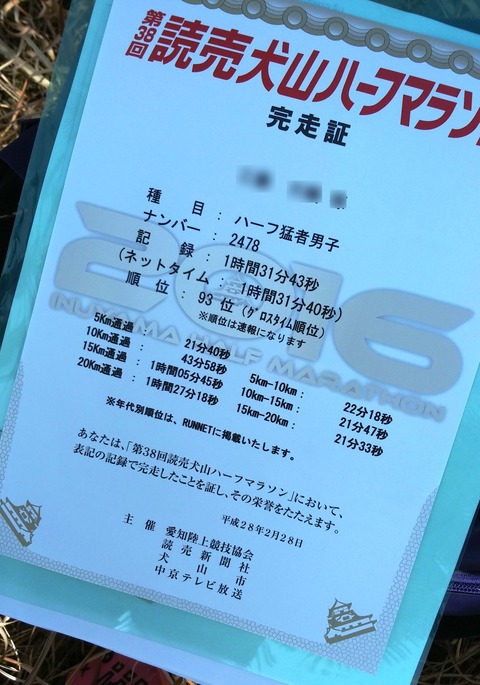 第38回 読売犬山ハーフマラソン
完走証
種　目 : ハーフ猛者男子
ナンバー : 2478
記　録 : 1時間31分43秒
(ネットタイム : 1時間31分40秒)
順　位 : 93 位 (グロスタイム順位)
※順位は速報になります
5Km通過 : 21分40秒
10Km通過 : 43分58秒
15Km通過 : 1時間05分45秒
20Km通過 : 1時間27分18秒
5km-10km : 22分18秒
10km-15km : 21分47秒
15km-20km : 21分33秒
※年代別順位は、RUNNETに掲載いたします。
2016
INUYAMA HALF MARATHON
あなたは、「第38回読売犬山ハーフマラソン」において、
表記の記録で完走したことを証し、その栄誉をたたえます。
平成28年2月28日
主　催　愛知陸上競技協会
読売新聞社
犬山市
中京テレビ放送